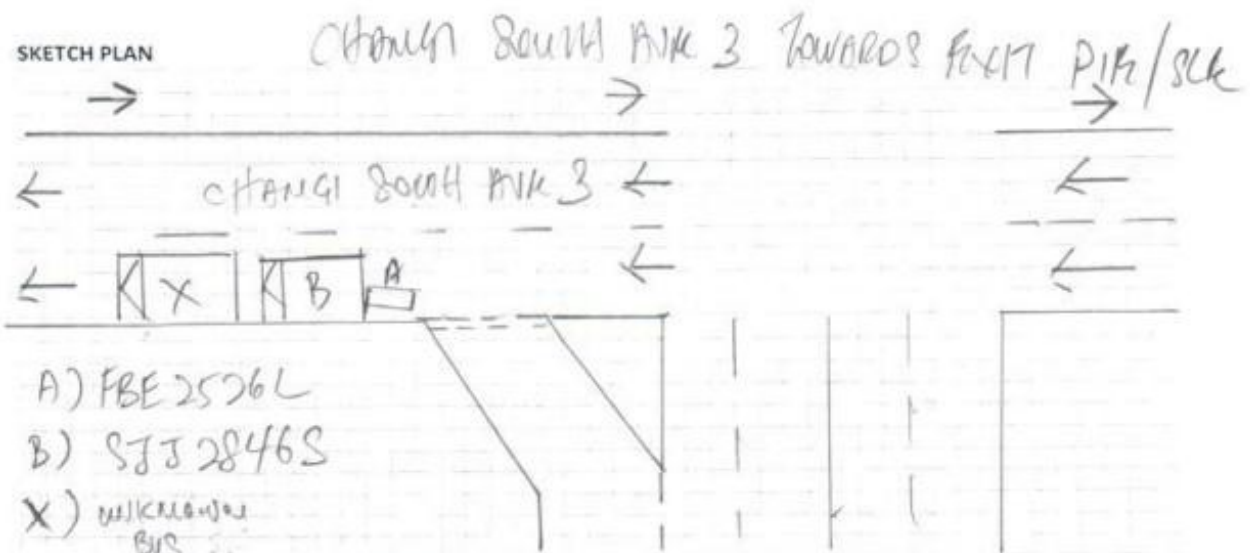 SKETCH PLAN
CHANGI SOUTH AVE 3 TOWARDS EXIT PIE/SLE
CHANGI SOUTH AVE 3
X B A
A) FBE2526L
B) SJJ2846S
X) UNKNOWN
BUS